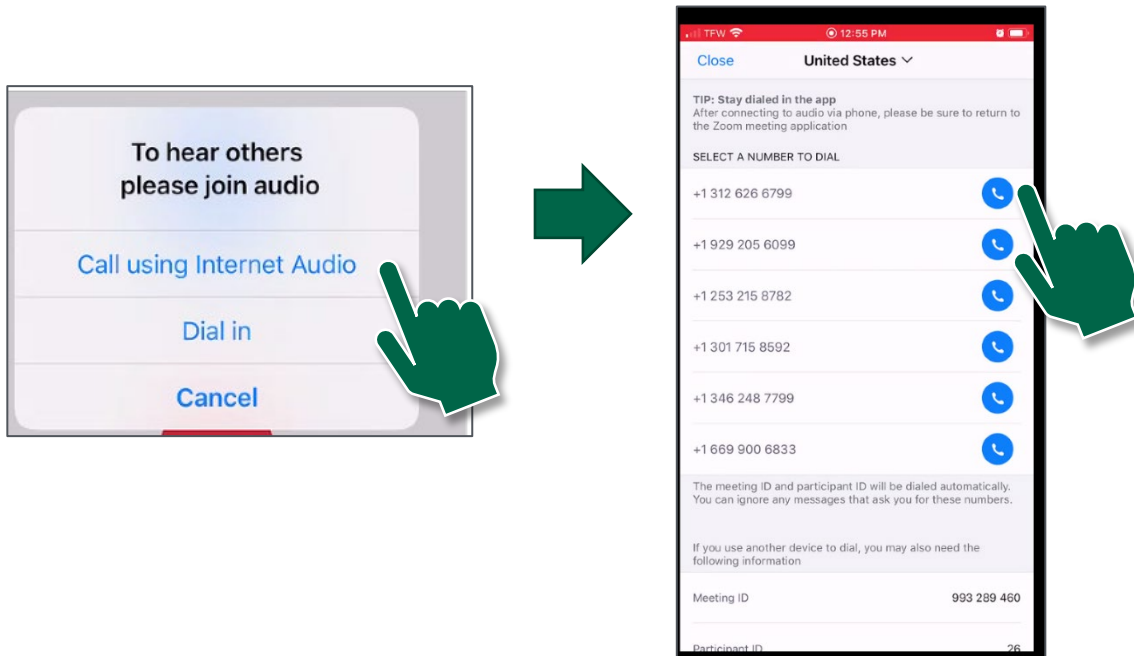 To hear others
please join audio
Call using Internet Audio
Dial in
Cancel
TFW 12:55 PM
Close United States
TIP: Stay dialed in the app
After connecting to audio via phone, please be sure to return to
the Zoom meeting application
SELECT A NUMBER TO DIAL
+1 312 626 6799
+1 929 205 6099
+1 253 215 8782
+1 301 715 8592
+1 346 248 7799
+1 669 900 6833
The meeting ID and participant ID will be dialed automatically.
You can ignore any messages that ask you for these numbers.
If you use another device to dial, you may also need the
following information
Meeting ID 993 289 460
Participant ID 26